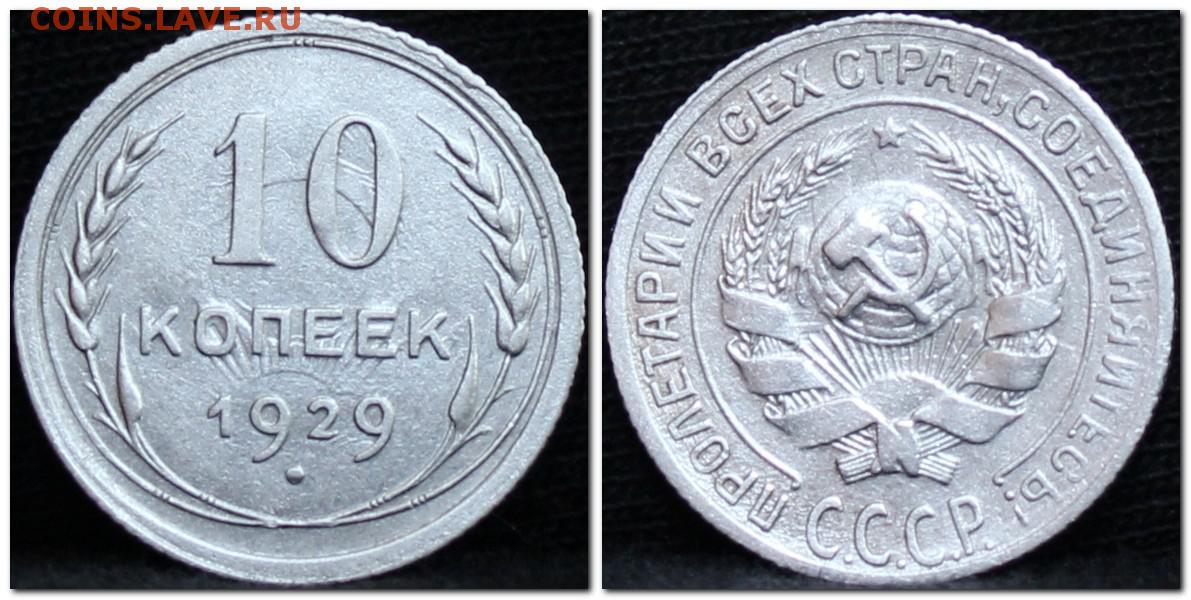 COINS.LAVE.RU
10
КОПЕЕК
1929
ПРОЛЕТАРИИ ВСЕХ СТРАН, СОЕДИНЯЙТЕСЬ!
С.С.С.Р.